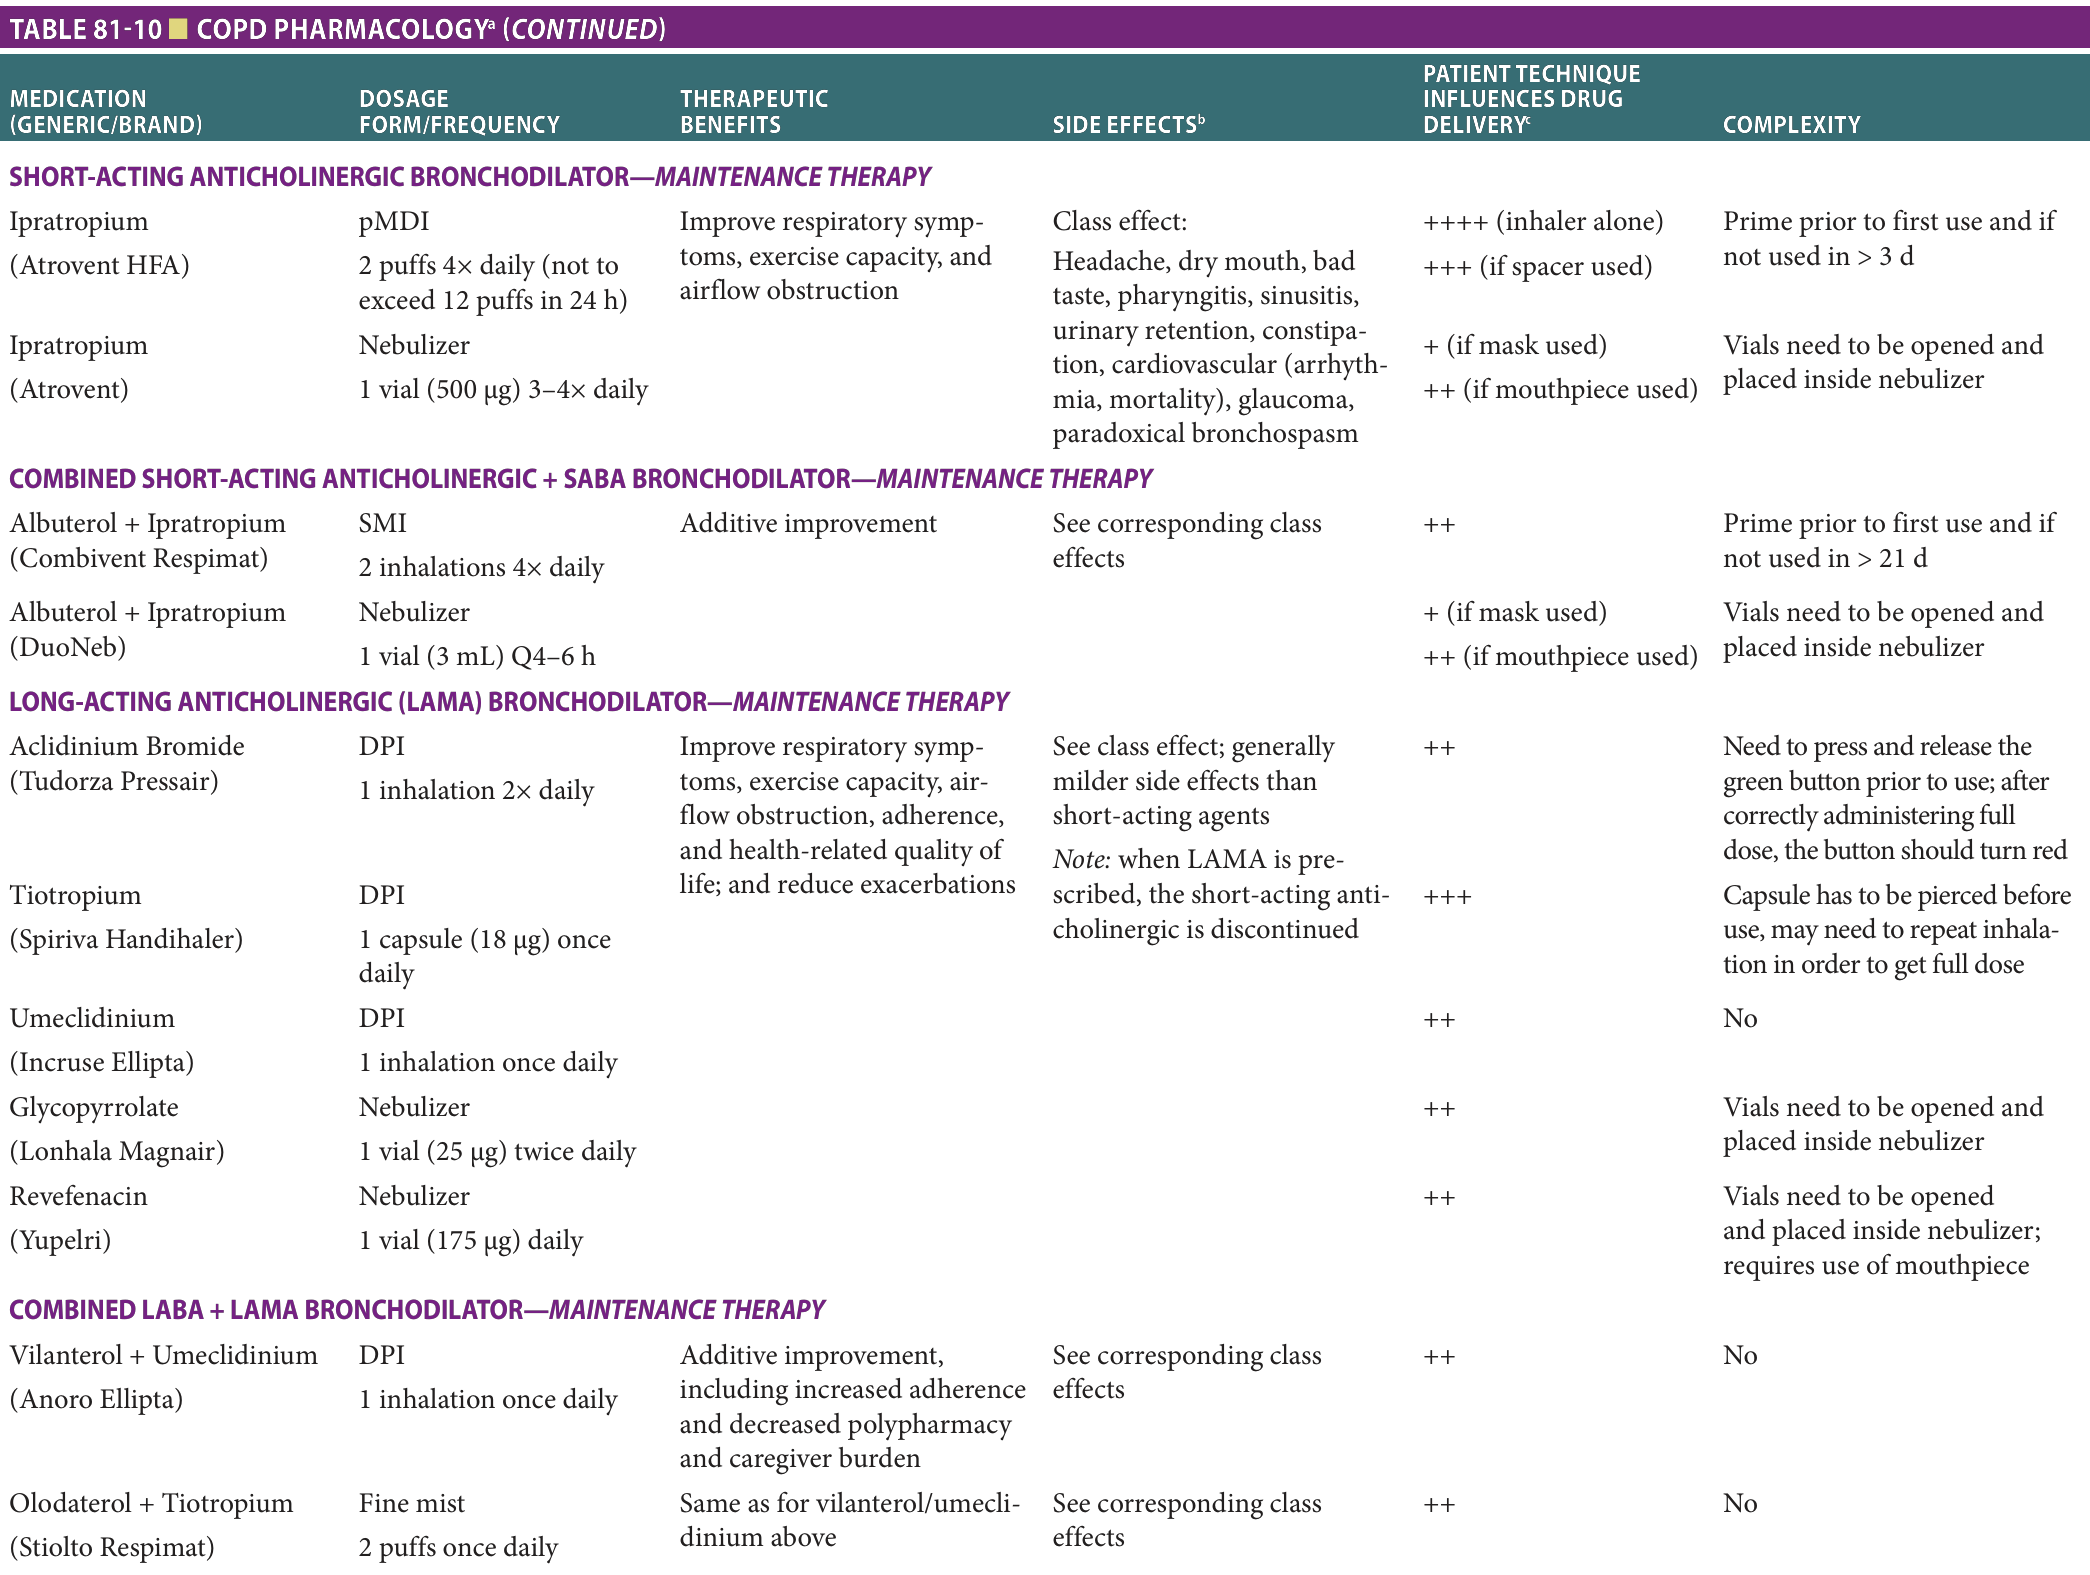 TABLE 81-10 ■ COPD PHARMACOLOGYa (CONTINUED)
MEDICATION (GENERIC/BRAND)
DOSAGE FORM/FREQUENCY
THERAPEUTIC BENEFITS
SIDE EFFECTSb
PATIENT TECHNIQUE INFLUENCES DRUG DELIVERYc
COMPLEXITY
SHORT-ACTING ANTICHOLINERGIC BRONCHODILATOR—MAINTENANCE THERAPY
Ipratropium
(Atrovent HFA)
pMDI
2 puffs 4× daily (not to
exceed 12 puffs in 24 h)
Improve respiratory symp-
toms, exercise capacity, and
airflow obstruction
Class effect:
Headache, dry mouth, bad
taste, pharyngitis, sinusitis,
urinary retention, constipa-
tion, cardiovascular (arrhyth-
mia, mortality), glaucoma,
paradoxical bronchospasm
++++ (inhaler alone)
+++ (if spacer used)
Prime prior to first use and if
not used in > 3 d
Ipratropium
(Atrovent)
Nebulizer
1 vial (500 μg) 3–4× daily
+ (if mask used)
++ (if mouthpiece used)
Vials need to be opened and
placed inside nebulizer
COMBINED SHORT-ACTING ANTICHOLINERGIC + SABA BRONCHODILATOR—MAINTENANCE THERAPY
Albuterol + Ipratropium
(Combivent Respimat)
SMI
2 inhalations 4× daily
Additive improvement
See corresponding class
effects
++
Prime prior to first use and if
not used in > 21 d
Albuterol + Ipratropium
(DuoNeb)
Nebulizer
1 vial (3 mL) Q4–6 h
+ (if mask used)
++ (if mouthpiece used)
Vials need to be opened and
placed inside nebulizer
LONG-ACTING ANTICHOLINERGIC (LAMA) BRONCHODILATOR—MAINTENANCE THERAPY
Aclidinium Bromide
(Tudorza Pressair)
DPI
1 inhalation 2× daily
Improve respiratory symp-
toms, exercise capacity, air-
flow obstruction, adherence,
and health-related quality of
life; and reduce exacerbations
See class effect; generally
milder side effects than
short-acting agents
Note: when LAMA is pre-
scribed, the short-acting anti-
cholinergic is discontinued
++
Need to press and release the
green button prior to use; after
correctly administering full
dose, the button should turn red
Tiotropium
(Spiriva Handihaler)
DPI
1 capsule (18 μg) once
daily
+++
Capsule has to be pierced before
use, may need to repeat inhala-
tion in order to get full dose
Umeclidinium
(Incruse Ellipta)
DPI
1 inhalation once daily
++
No
Glycopyrrolate
(Lonhala Magnair)
Nebulizer
1 vial (25 μg) twice daily
++
Vials need to be opened and
placed inside nebulizer
Revefenacin
(Yupelri)
Nebulizer
1 vial (175 μg) daily
++
Vials need to be opened
and placed inside nebulizer;
requires use of mouthpiece
COMBINED LABA + LAMA BRONCHODILATOR—MAINTENANCE THERAPY
Vilanterol + Umeclidinium
(Anoro Ellipta)
DPI
1 inhalation once daily
Additive improvement,
including increased adherence
and decreased polypharmacy
and caregiver burden
See corresponding class
effects
++
No
Olodaterol + Tiotropium
(Stiolto Respimat)
Fine mist
2 puffs once daily
Same as for vilanterol/umecli-
dinium above
See corresponding class
effects
++
No